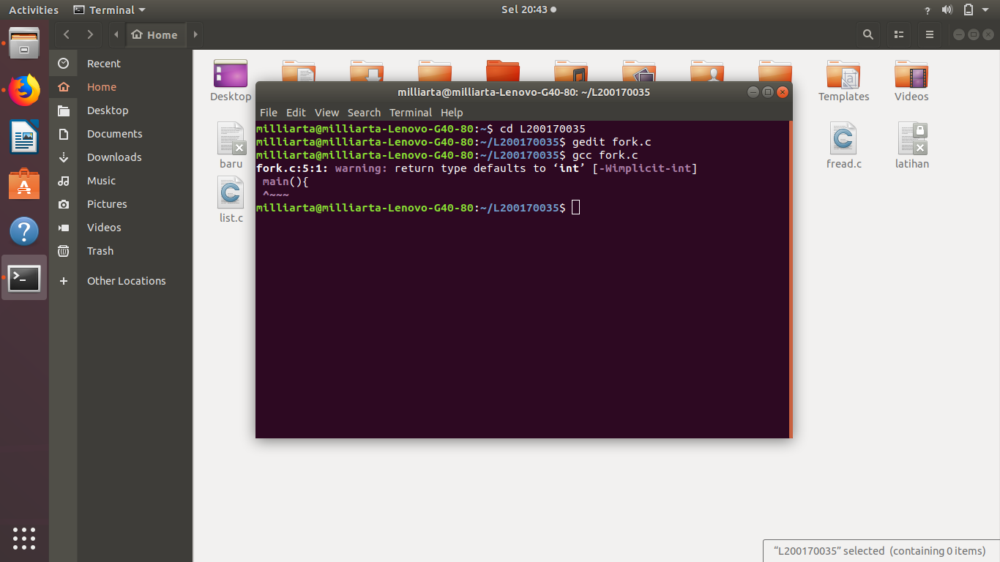 Activities
Terminal
Sel 20:43
Home
Recent
Home
Desktop
Documents
Downloads
Music
Pictures
Videos
Trash
Other Locations
Desktop
Templates
Videos
baru
fread.c
latihan
list.c
milliarta@milliarta-Lenovo-G40-80: ~/L200170035
File Edit View Search Terminal Help
milliarta@milliarta-Lenovo-G40-80:~$ cd L200170035
milliarta@milliarta-Lenovo-G40-80:~/L200170035$ gedit fork.c
milliarta@milliarta-Lenovo-G40-80:~/L200170035$ gcc fork.c
fork.c:5:1: warning: return type defaults to ‘int’ [-Wimplicit-int]
main(){
^~~~
milliarta@milliarta-Lenovo-G40-80:~/L200170035$
“L200170035” selected (containing 0 items)